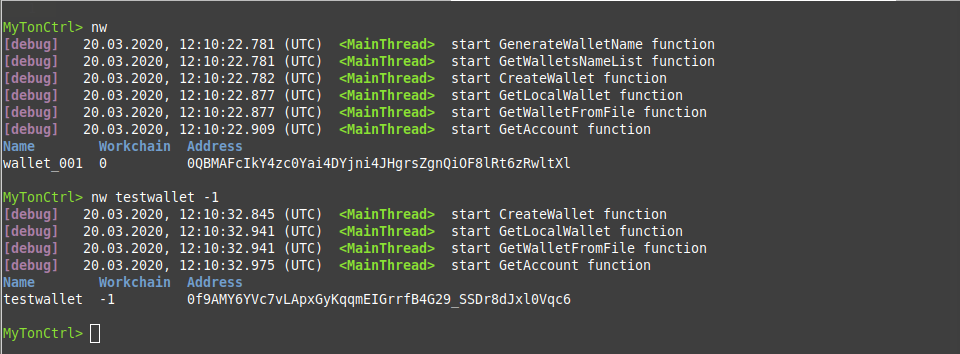 MyTonCtrl> nw
[debug]   20.03.2020, 12:10:22.781 (UTC)  <MainThread>  start GenerateWalletName function
[debug]   20.03.2020, 12:10:22.781 (UTC)  <MainThread>  start GetWalletsNameList function
[debug]   20.03.2020, 12:10:22.782 (UTC)  <MainThread>  start CreateWallet function
[debug]   20.03.2020, 12:10:22.877 (UTC)  <MainThread>  start GetLocalWallet function
[debug]   20.03.2020, 12:10:22.877 (UTC)  <MainThread>  start GetWalletFromFile function
[debug]   20.03.2020, 12:10:22.909 (UTC)  <MainThread>  start GetAccount function
Name        Workchain  Address
wallet_001  0          0QBMAFcIkY4zc0Yai4DYjni4JHgrsZgnQiOF8lRt6zRwltXl
MyTonCtrl> nw testwallet -1
[debug]   20.03.2020, 12:10:32.845 (UTC)  <MainThread>  start CreateWallet function
[debug]   20.03.2020, 12:10:32.941 (UTC)  <MainThread>  start GetLocalWallet function
[debug]   20.03.2020, 12:10:32.941 (UTC)  <MainThread>  start GetWalletFromFile function
[debug]   20.03.2020, 12:10:32.975 (UTC)  <MainThread>  start GetAccount function
Name        Workchain  Address
testwallet  -1         0f9AMY6YVc7vLApxGyKqqmEIGrrfB4G29_SSDr8dJxl0Vqc6
MyTonCtrl>